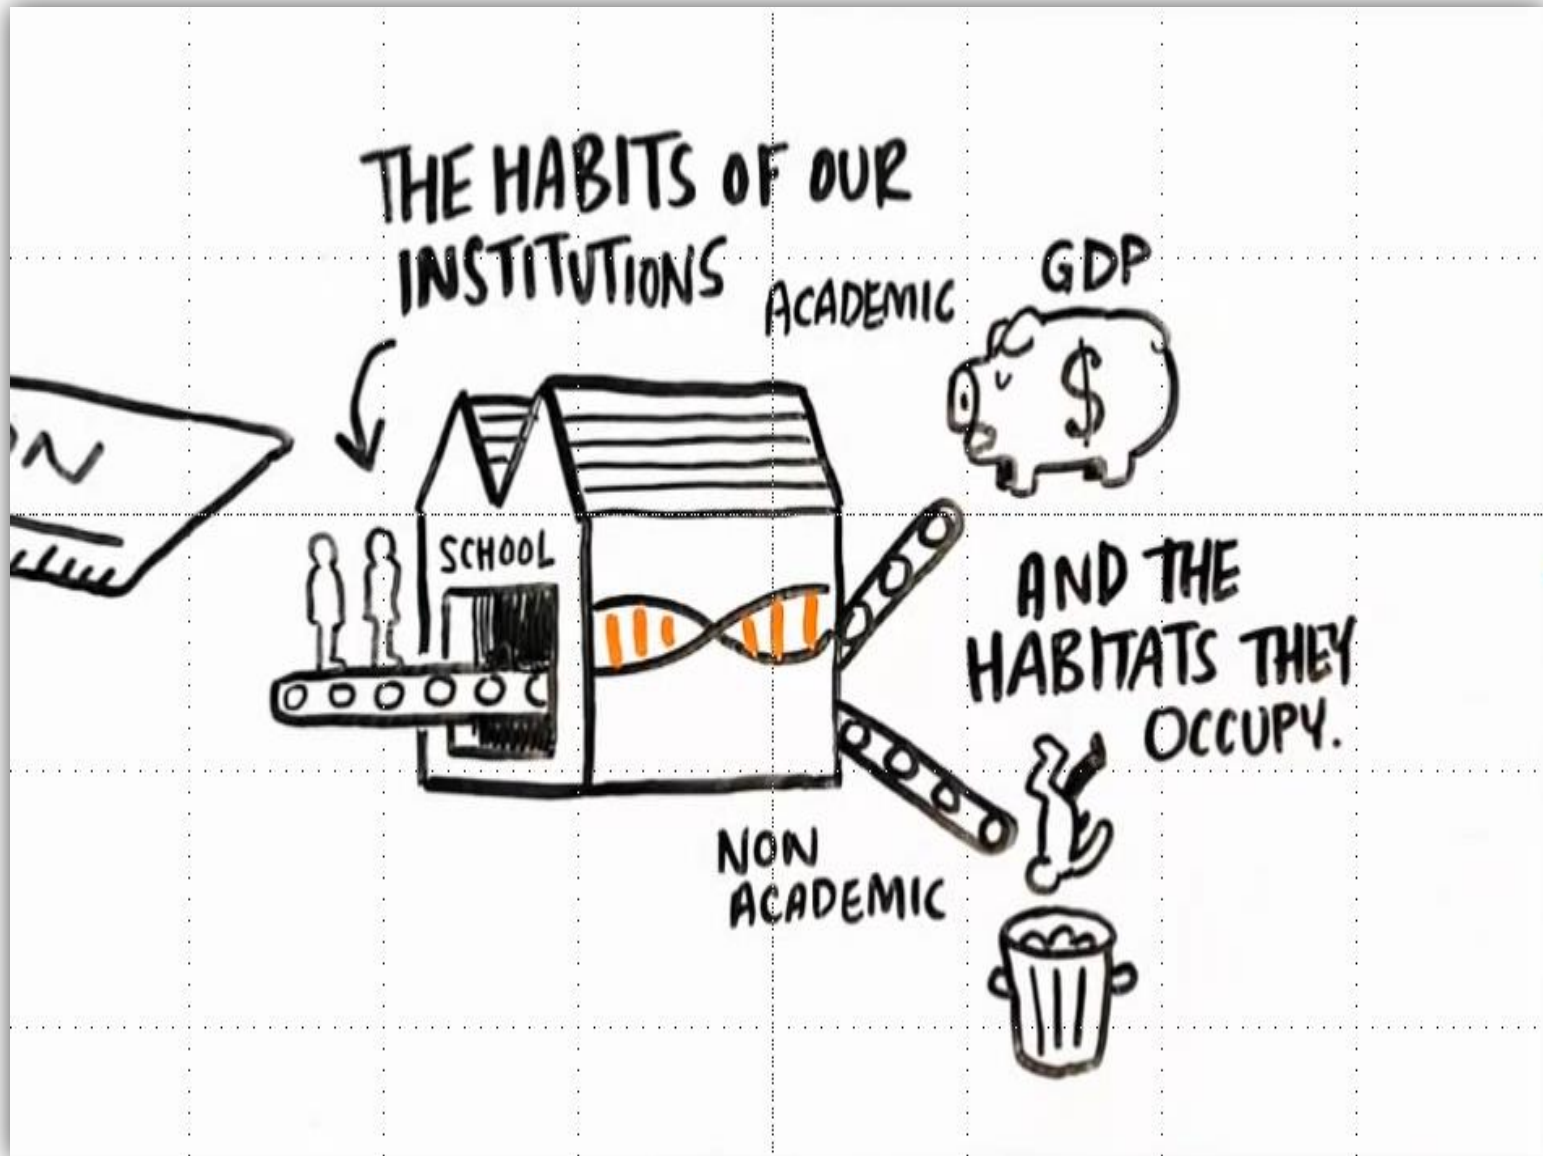 THE HABITS OF OUR
INSTITUTIONS
ACADEMIC
GDP
$
N
SCHOOL
AND THE
HABITATS THEY
OCCUPY.
NON
ACADEMIC